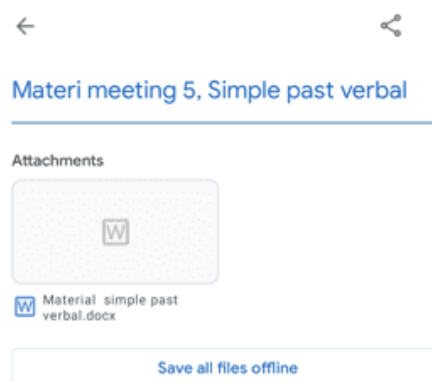 Materi meeting 5, Simple past verbal
Attachments
W
W Material simple past
verbal.docx
Save all files offline